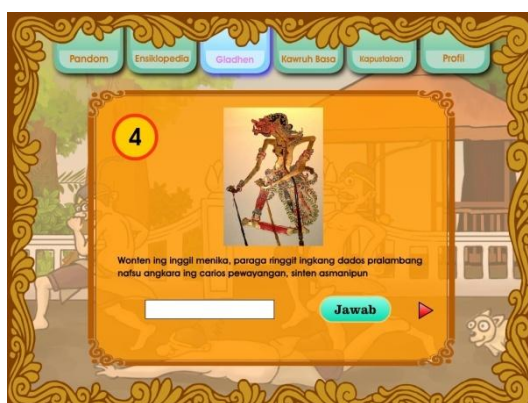 Pandom
Ensiklopedia
Gladhen
Kawruh Basa
Kapustakan
Profil
4
Wonten ing inggil menika, paraga ringgit ingkang dados pralambang
nafsu angkara ing carios pewayangan, sinten asmanipun
Jawab